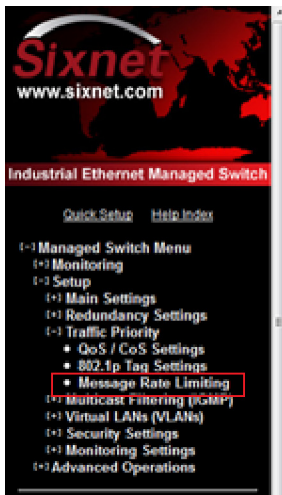 Sixnet
www.sixnet.com
Industrial Ethernet Managed Switch
Quick Setup Help Index
[-] Managed Switch Menu
[+] Monitoring
[-] Setup
[+] Main Settings
[+] Redundancy Settings
[-] Traffic Priority
• QoS / CoS Settings
• 802.1p Tag Settings
• Message Rate Limiting
[+] Multicast Filtering (IGMP)
[+] Virtual LANs (VLANs)
[+] Security Settings
[+] Monitoring Settings
[+] Advanced Operations